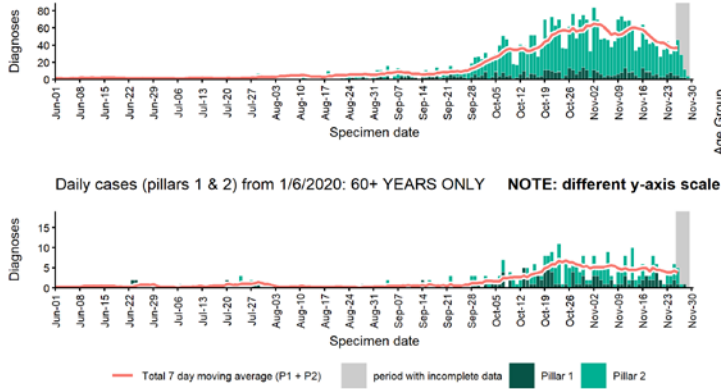 Diagnoses
80
60
40
20
0
Jun-01 Jun-08 Jun-15 Jun-22 Jun-29 Jul-06 Jul-13 Jul-20 Jul-27 Aug-03 Aug-10 Aug-17 Aug-24 Aug-31 Sep-07 Sep-14 Sep-21 Sep-28 Oct-05 Oct-12 Oct-19 Oct-26 Nov-02 Nov-09 Nov-16 Nov-23 Nov-30
Specimen date
Age Group
Daily cases (pillars 1 & 2) from 1/6/2020: 60+ YEARS ONLY NOTE: different y-axis scale
Diagnoses
15
10
5
0
Jun-01 Jun-08 Jun-15 Jun-22 Jun-29 Jul-06 Jul-13 Jul-20 Jul-27 Aug-03 Aug-10 Aug-17 Aug-24 Aug-31 Sep-07 Sep-14 Sep-21 Sep-28 Oct-05 Oct-12 Oct-19 Oct-26 Nov-02 Nov-09 Nov-16 Nov-23 Nov-30
Specimen date
Total 7 day moving average (P1 + P2) period with incomplete data Pillar 1 Pillar 2